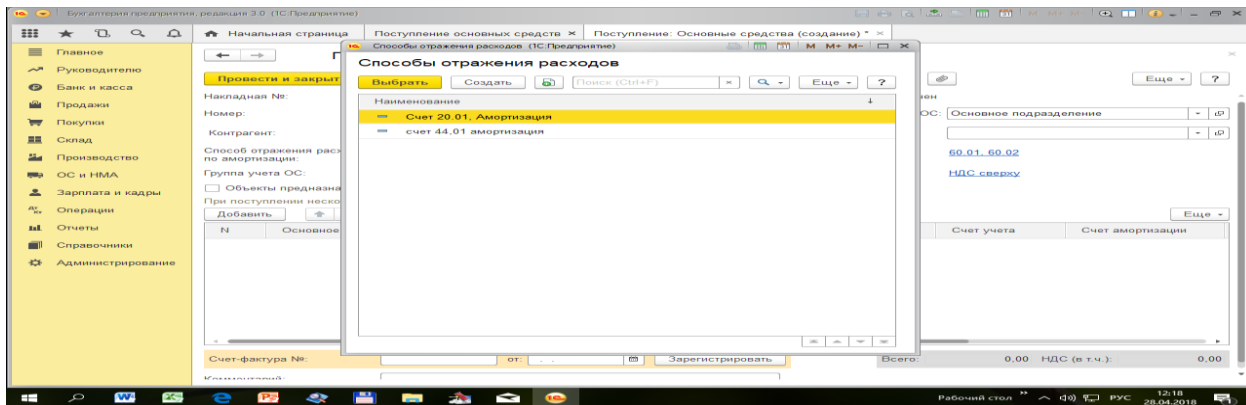 Бухгалтерия предприятия, редакция 3.0 (1С:Предприятие)
M M+ M-
Начальная страница
Поступление основных средств ×
Поступление: Основные средства (создание) * ×
Главное
Руководителю
Банк и касса
Продажи
Покупки
Склад
Производство
ОС и НМА
Зарплата и кадры
Операции
Отчеты
Справочники
Администрирование
Провести и закрыт
Накладная №:
Номер:
Контрагент:
Способ отражения рас
по амортизации:
Группа учета ОС:
Объекты предназна
При поступлении неско
Добавить
N Основное
Способы отражения расходов (1С:Предприятие)
M M+ M-
Способы отражения расходов
Выбрать Создать Поиск (Ctrl+F) × Еще ?
Наименование ↓
Счет 20.01, Амортизация
счет 44,01 амортизация
Еще ?
ОС: Основное подразделение
60.01, 60.02
НДС сверху
Еще
Счет учета Счет амортизации
Счет-фактура №: от: . . Зарегистрировать Всего: 0,00 НДС (в т.ч.): 0,00
Комментарий:
Рабочий стол РУС 12:18
28.04.2018